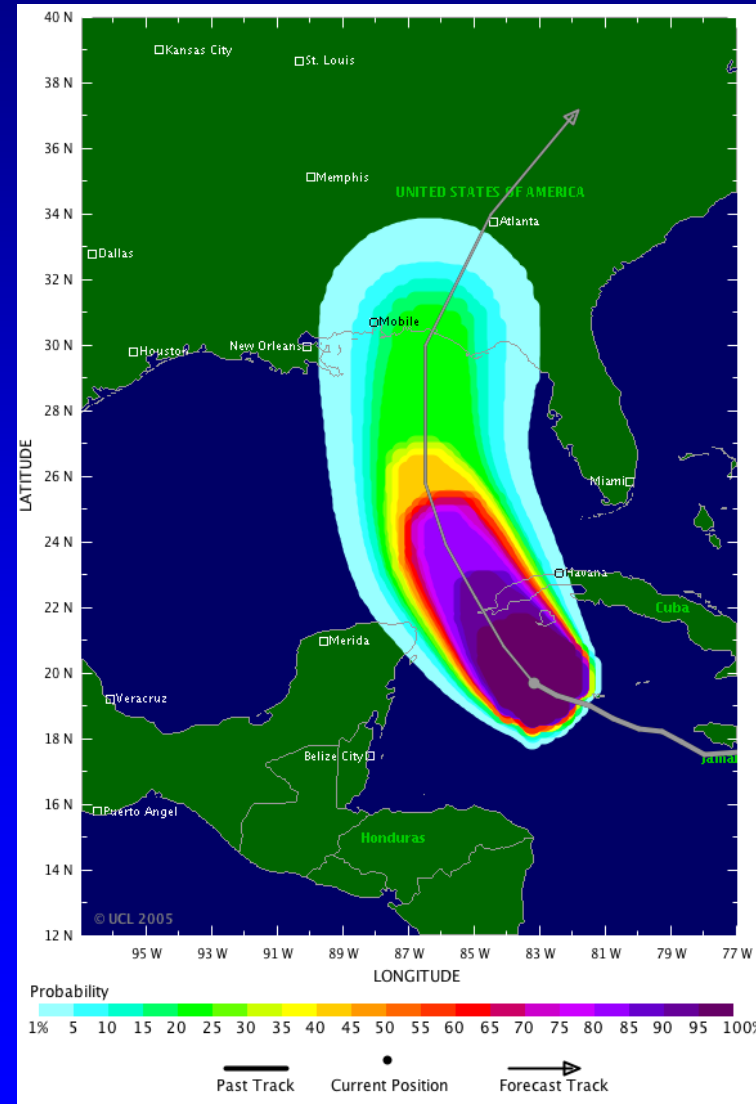 40 N
Kansas City
38 N
St. Louis
36 N
Memphis
UNITED STATES OF AMERICA
34 N
Atlanta
Dallas
32 N
Mobile
30 N
Houston
New Orleans
28 N
26 N
Miami
24 N
Havana
22 N
Cuba
Merida
20 N
Veracruz
18 N
Belize City
Jamai
16 N
Puerto Angel
Honduras
14 N
© UCL 2005
12 N
LATITUDE
95 W 93 W 91 W 89 W 87 W 85 W 83 W 81 W 79 W 77 W
LONGITUDE
Probability
1% 5 10 15 20 25 30 35 40 45 50 55 60 65 70 75 80 85 90 95 100%
Past Track Current Position Forecast Track